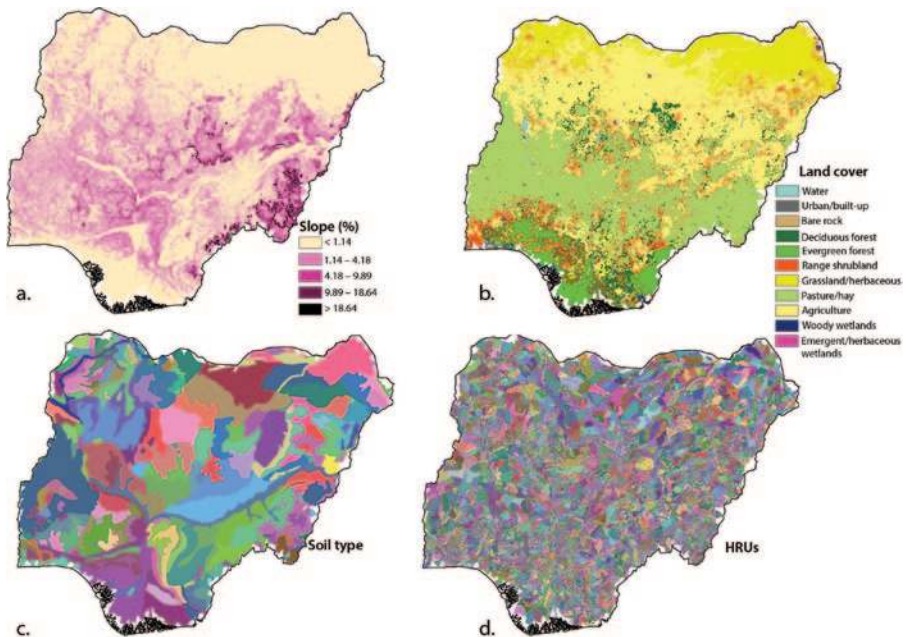 Slope (%)
< 1.14
1.14 – 4.18
4.18 – 9.89
9.89 – 18.64
> 18.64
a.
Land cover
Water
Urban/built-up
Bare rock
Deciduous forest
Evergreen forest
Range shrubland
Grassland/herbaceous
Pasture/hay
Agriculture
Woody wetlands
Emergent/herbaceous
wetlands
b.
Soil type
c.
HRUs
d.